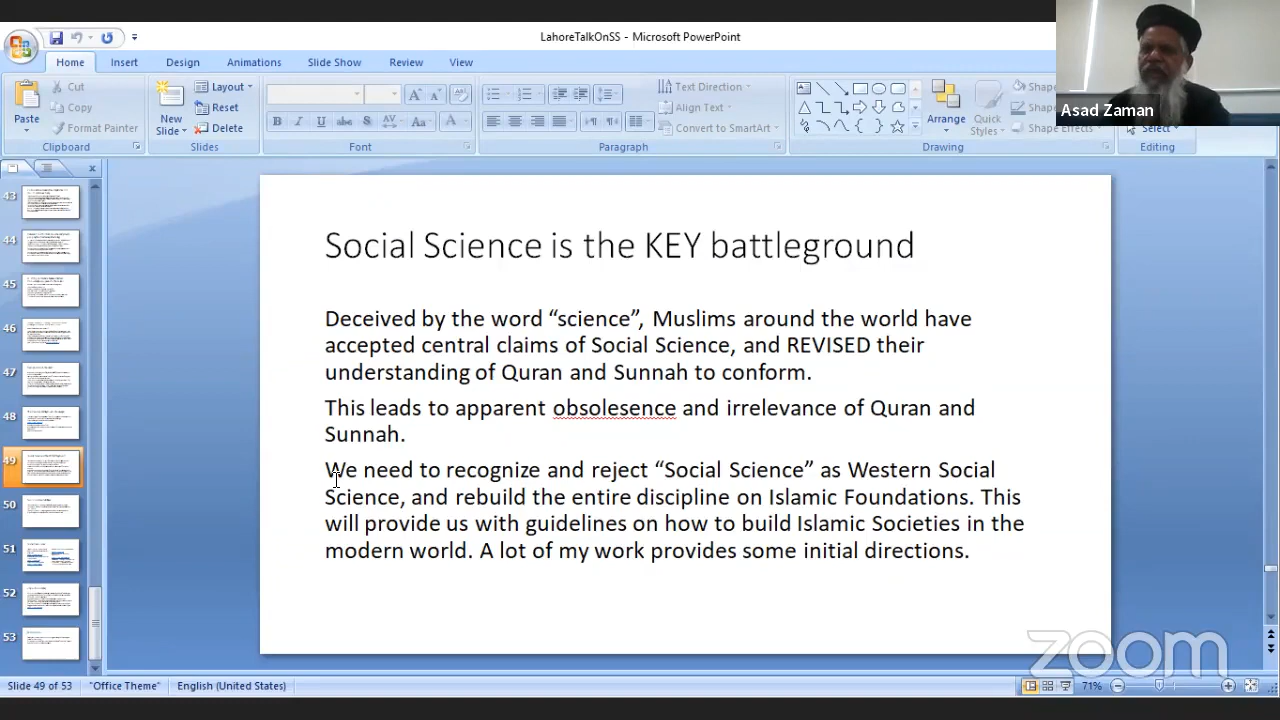 LahoreTalkOnSS - Microsoft PowerPoint
Home Insert Design Animations Slide Show Review View
Asad Zaman
Paste
Cut
Copy
Format Painter
Clipboard
New Slide
Layout
Reset
Delete
Slides
B I U abc S AV Aa A
Font
Text Direction
Align Text
Convert to SmartArt
Paragraph
Arrange
Quick Styles
Shape Effects
Drawing
Select
Editing
43
44
45
46
47
48
49
50
51
52
53
Social Science is the KEY battleground
Deceived by the word “science”, Muslims around the world have
accepted central claims of Social Science, and REVISED their
understanding of Quran and Sunnah to conform.
This leads to apparent obsolesence and irrelevance of Quran and
Sunnah.
We need to recognize and reject “Social Science” as Western Social
Science, and rebuild the entire discipline on Islamic Foundations. This
will provide us with guidelines on how to build Islamic Societies in the
modern world. A lot of my work provides some initial directions.
zoom
Slide 49 of 53 "Office Theme" English (United States) 71%